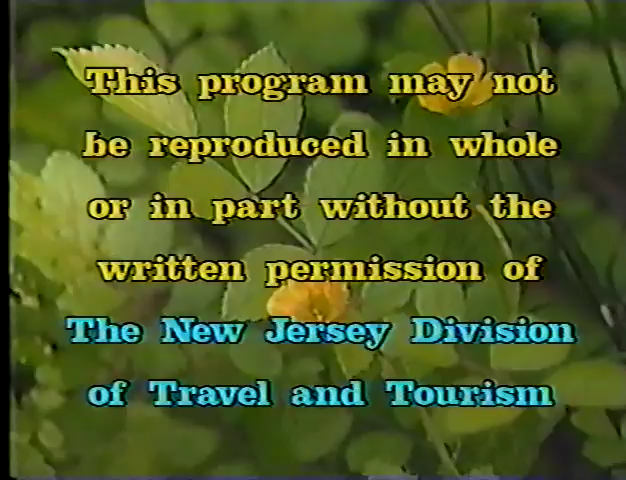 This program may not
be reproduced in whole
or in part without the
written permission of
The New Jersey Division
of Travel and Tourism